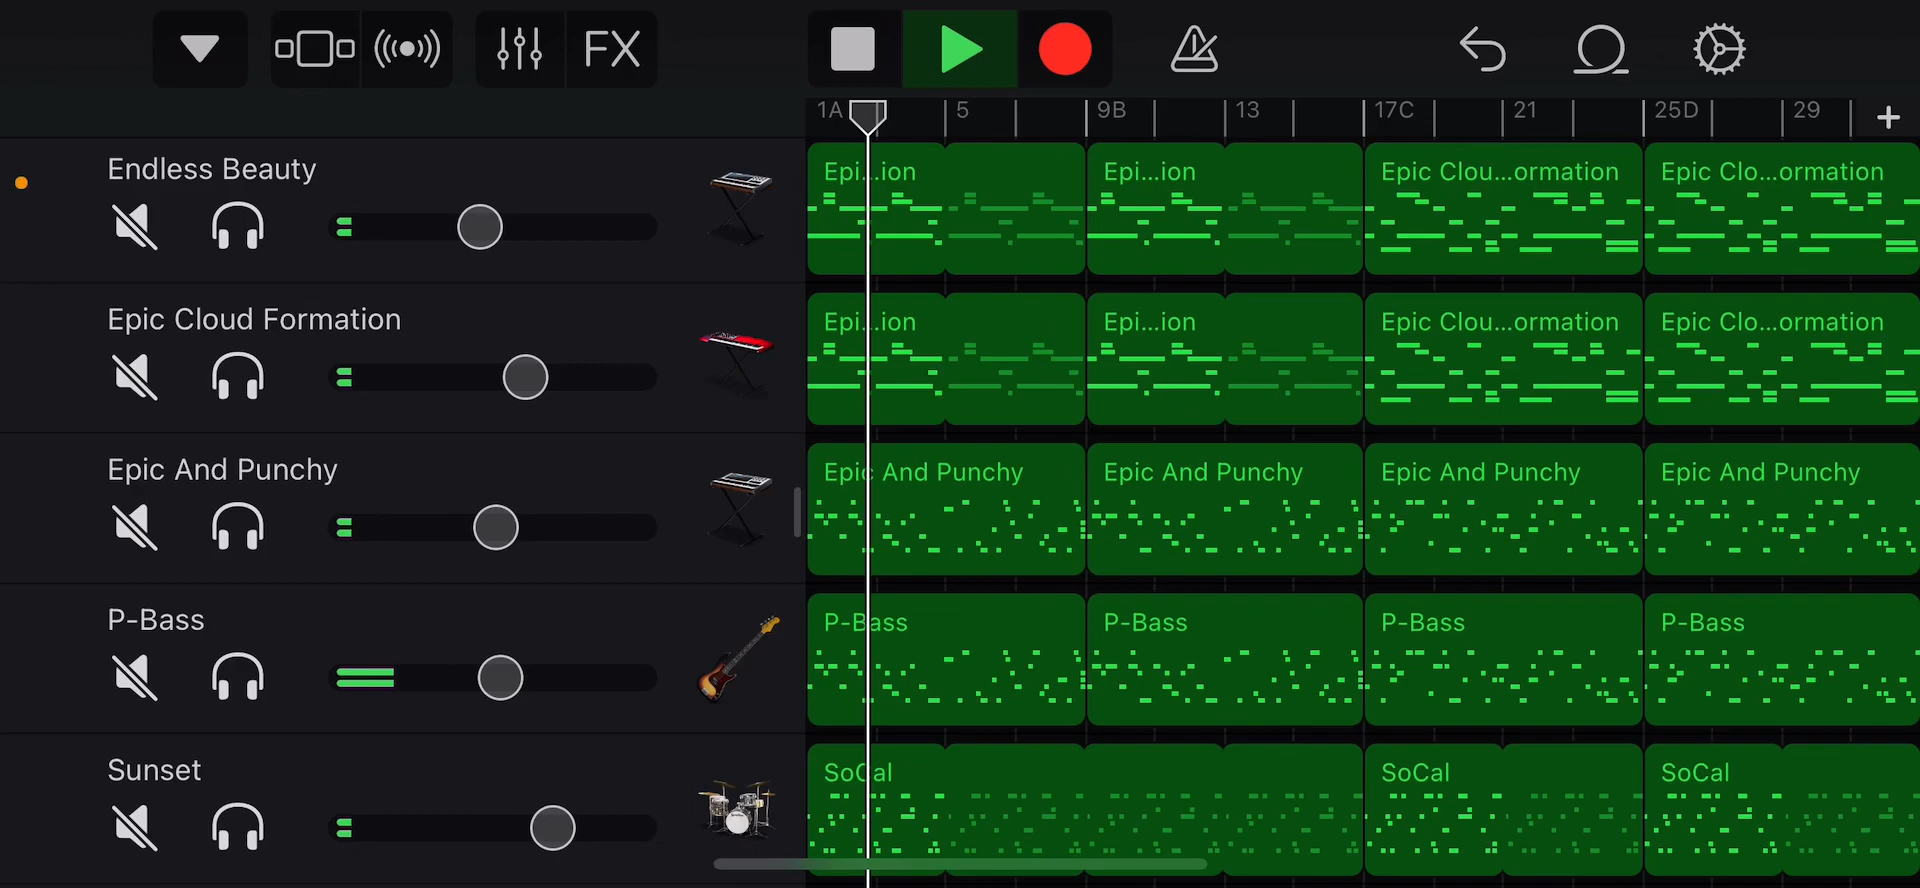 FX
1A 5 9B 13 17C 21 25D 29 +
Endless Beauty
Epi...ion Epi...ion Epic Clou...ormation Epic Clo...ormation
Epic Cloud Formation
Epi...ion Epi...ion Epic Clou...ormation Epic Clo...ormation
Epic And Punchy
Epic And Punchy Epic And Punchy Epic And Punchy Epic And Punchy
P-Bass
P-Bass P-Bass P-Bass P-Bass
Sunset
SoCal SoCal SoCal